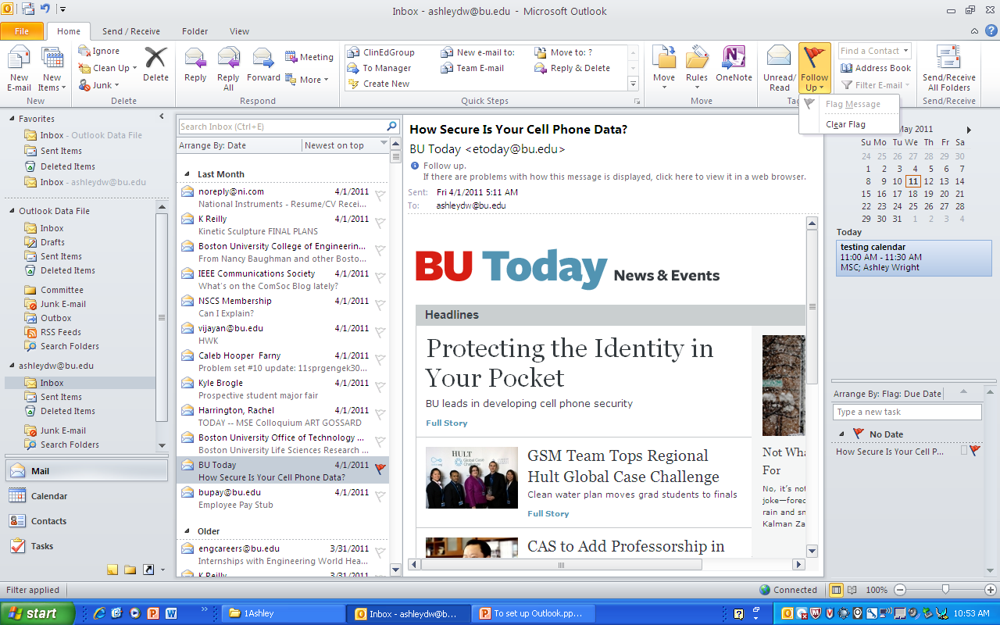 Inbox - ashleydw@bu.edu - Microsoft Outlook
File Home Send / Receive Folder View
New E-mail
New Items
New
Ignore
Clean Up
Junk
Delete
Delete
Reply
Reply All
Forward
Meeting
More
Respond
ClinEdGroup
To Manager
Create New
New e-mail to:
Team E-mail
Move to: ?
Reply & Delete
Quick Steps
Move
Rules
OneNote
Move
Unread/ Read
Follow Up
Find a Contact
Address Book
Filter E-mail
Send/Receive All Folders
Send/Receive
Flag Message
Clear Flag
Favorites
Inbox - Outlook Data File
Sent Items
Deleted Items
Inbox - ashleydw@bu.edu
Outlook Data File
Inbox
Drafts
Sent Items
Deleted Items
Committee
Junk E-mail
Outbox
RSS Feeds
Search Folders
ashleydw@bu.edu
Inbox
Sent Items
Deleted Items
Junk E-mail
Search Folders
Mail
Calendar
Contacts
Tasks
Search Inbox (Ctrl+E)
Arrange By: Date Newest on top
Last Month
noreply@ni.com 4/1/2011
National Instruments - Resume/CV Recei...
K Reilly 4/1/2011
Kinetic Sculpture FINAL PLANS
Boston University College of Engineerin...
From Nancy Baughman and other Bosto...
IEEE Communications Society 4/1/2011
What's on the ComSoc Blog lately?
NSCS Membership 4/1/2011
Can I Explain?
vijayan@bu.edu 4/1/2011
HWK
Caleb Hooper Farny 4/1/2011
Problem set #10 update: 11sprgengek30...
Kyle Brogle 4/1/2011
Prospective student major fair
Harrington, Rachel 4/1/2011
TODAY -- MSE Colloquium ART GOSSARD
Boston University Office of Technology ...
Boston University Life Sciences Research ...
BU Today 4/1/2011
How Secure Is Your Cell Phone Data?
bupay@bu.edu 4/1/2011
Employee Pay Stub
Older
engcareers@bu.edu 3/31/2011
Internships with Engineering World Hea...
K Reilly 3/31/2011
How Secure Is Your Cell Phone Data?
BU Today <etoday@bu.edu>
Follow up.
If there are problems with how this message is displayed, click here to view it in a web browser.
Sent: Fri 4/1/2011 5:11 AM
To: ashleydw@bu.edu
BU Today News & Events
Headlines
Protecting the Identity in
Your Pocket
BU leads in developing cell phone security
Full Story
HULT
GSM Team Tops Regional
Hult Global Case Challenge
Clean water plan moves grad students to finals
Full Story
CAS to Add Professorship in
Not Wha
For
No, it's not
joke—forec
rain and sn
Kalman Za
May 2011
Su Mo Tu We Th Fr Sa
24 25 26 27 28 29 30
1 2 3 4 5 6 7
8 9 10 11 12 13 14
15 16 17 18 19 20 21
22 23 24 25 26 27 28
29 30 31 1 2 3 4
Today
testing calendar
11:00 AM - 11:30 AM
MSC; Ashley Wright
Arrange By: Flag: Due Date
Type a new task
No Date
How Secure Is Your Cell P...
Filter applied
Connected
100%
start
1Ashley
Inbox - ashleydw@b...
To set up Outlook.pp...
10:53 AM